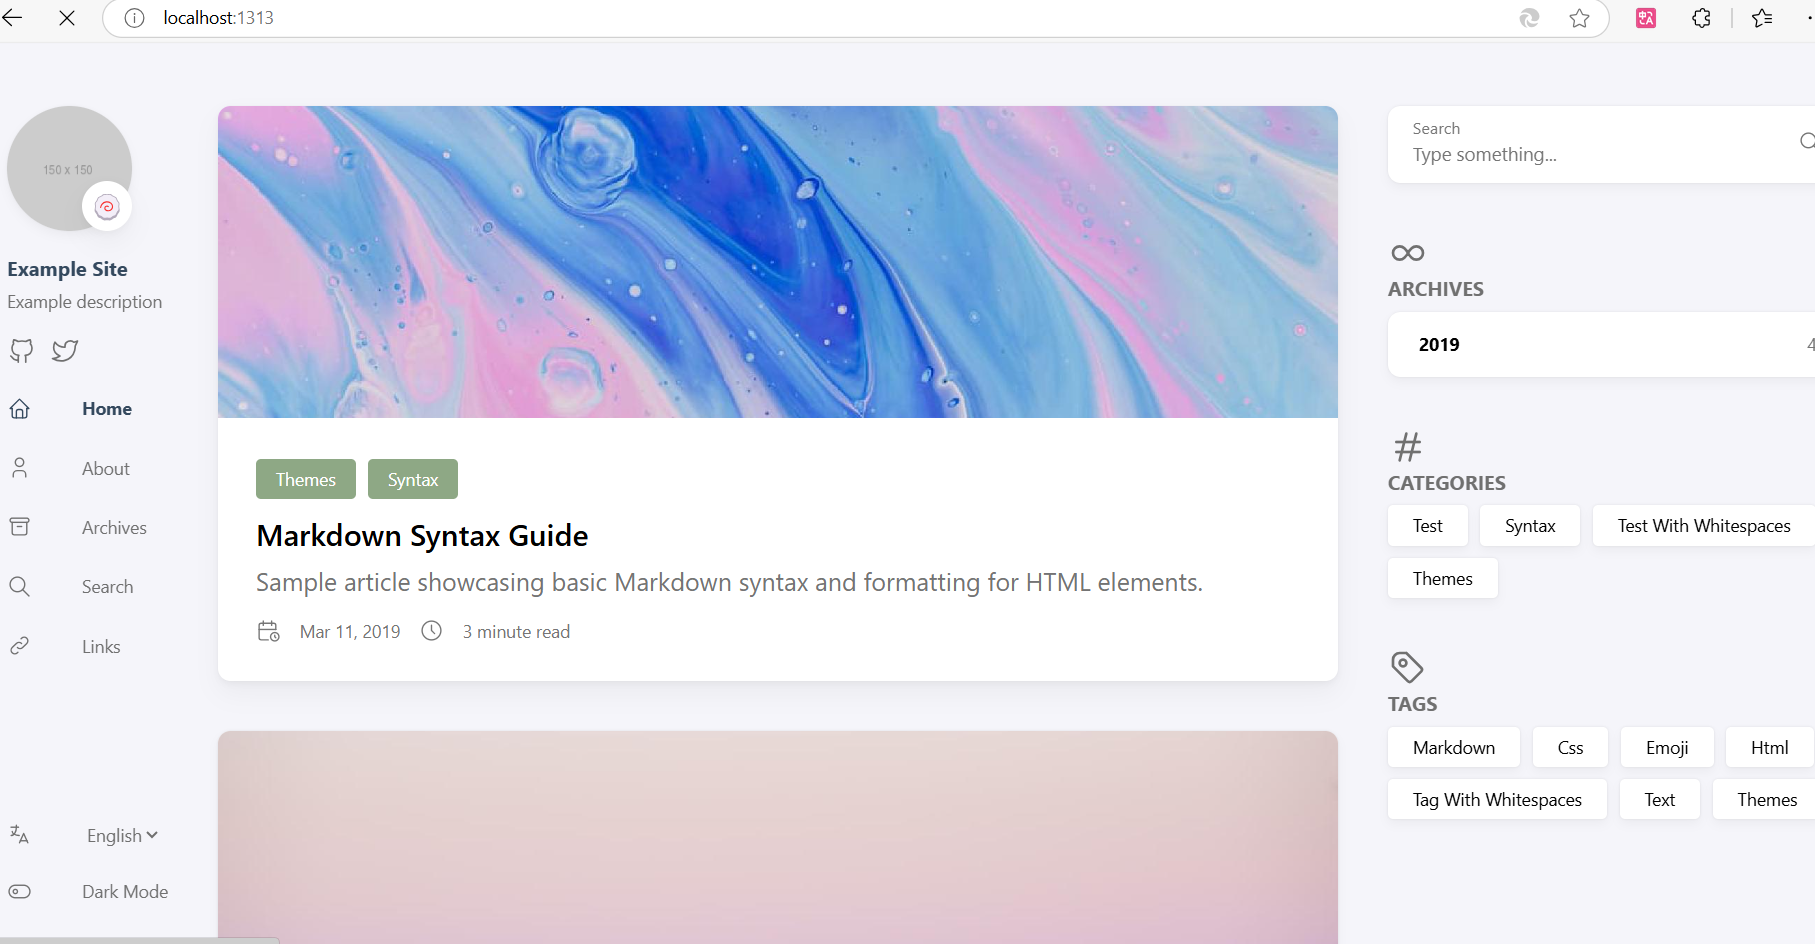 localhost:1313
150 x 150
Example Site
Example description
Home
About
Archives
Search
Links
English
Dark Mode
Themes
Syntax
Markdown Syntax Guide
Sample article showcasing basic Markdown syntax and formatting for HTML elements.
Mar 11, 2019
3 minute read
Search
Type something...
ARCHIVES
2019
4
CATEGORIES
Test
Syntax
Test With Whitespaces
Themes
TAGS
Markdown
Css
Emoji
Html
Tag With Whitespaces
Text
Themes